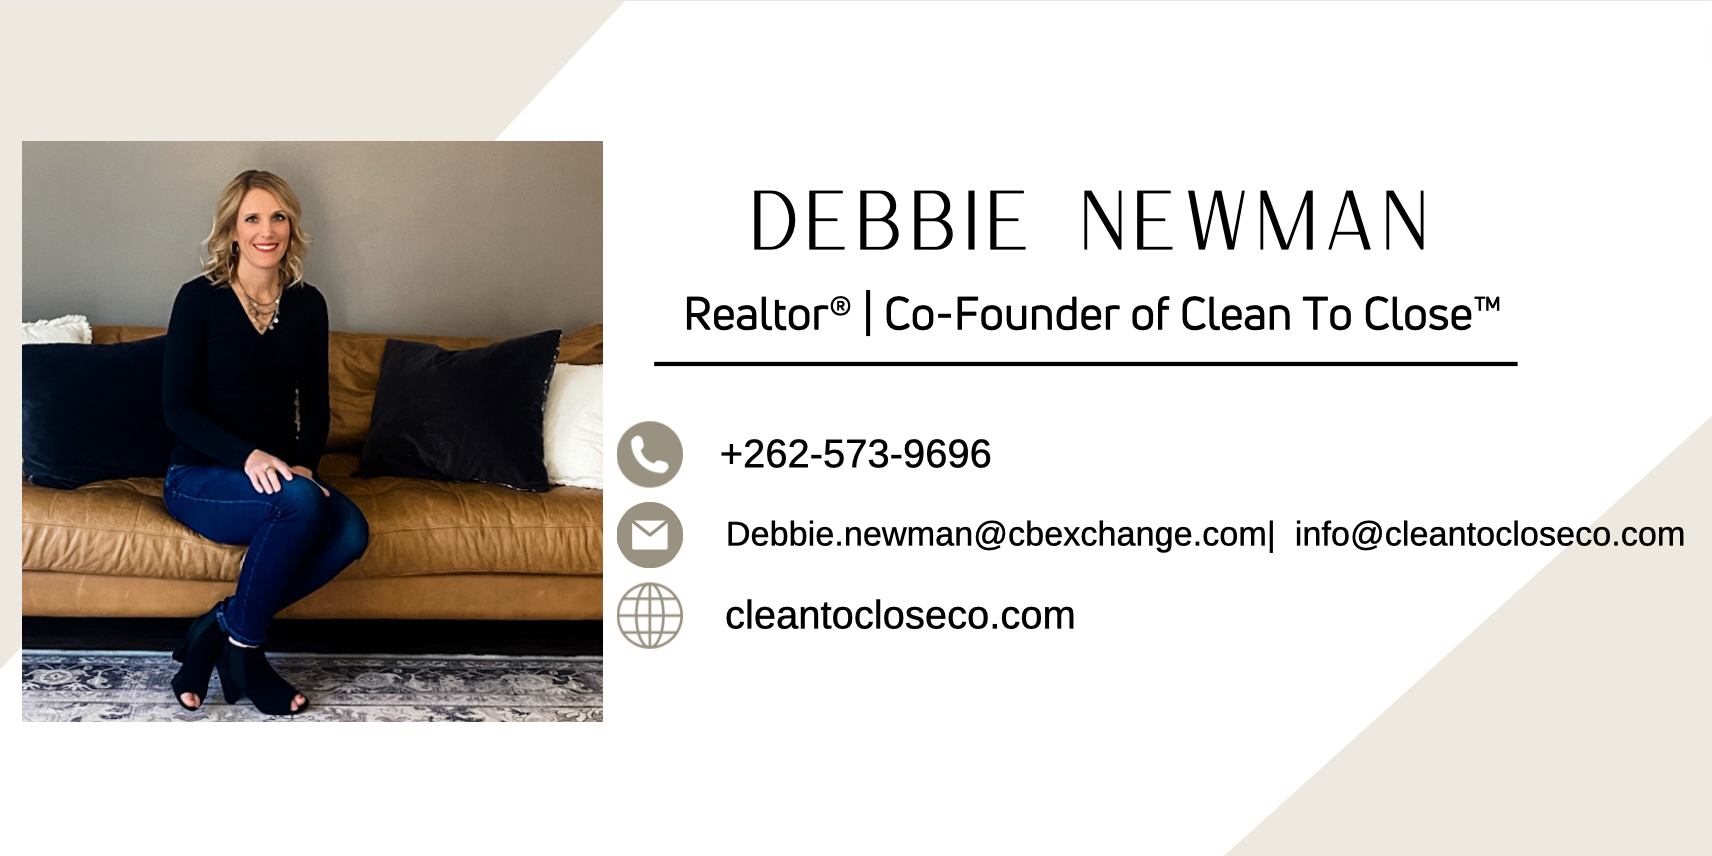 DEBBIE NEWMAN
Realtor® | Co-Founder of Clean To Close™
+262-573-9696
Debbie.newman@cbexchange.com| info@cleantocloseco.com
cleantocloseco.com